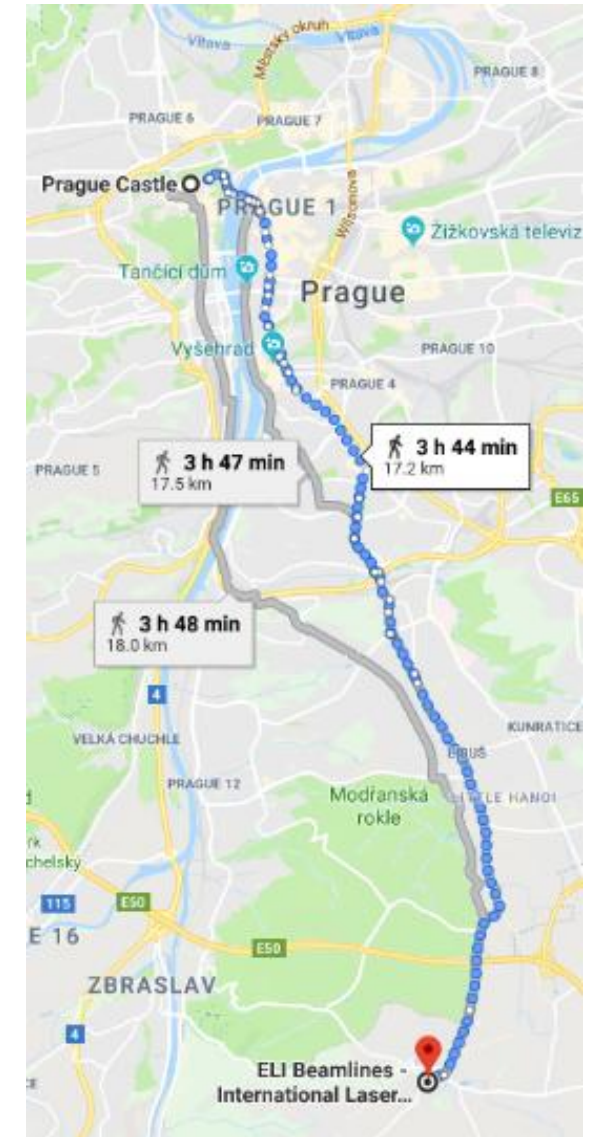 Vltava
Městský okruh
Vltava
PRAGUE 8
PRAGUE 6
PRAGUE 7
Prague Castle
PRAGUE 1
Wilsonova
Žižkovská televiz
Tančící dům
Prague
Vyšehrad
PRAGUE 10
PRAGUE 4
3 h 44 min
17.2 km
3 h 47 min
17.5 km
PRAGUE 5
E65
3 h 48 min
18.0 km
4
KUNRATICE
VELKÁ CHUCHLE
LIBUŠ
PRAGUE 12
Modřanská
rokle
LITTLE HANOI
chelský
115
E50
E 16
E50
ZBRASLAV
4
ELI Beamlines -
International Laser...